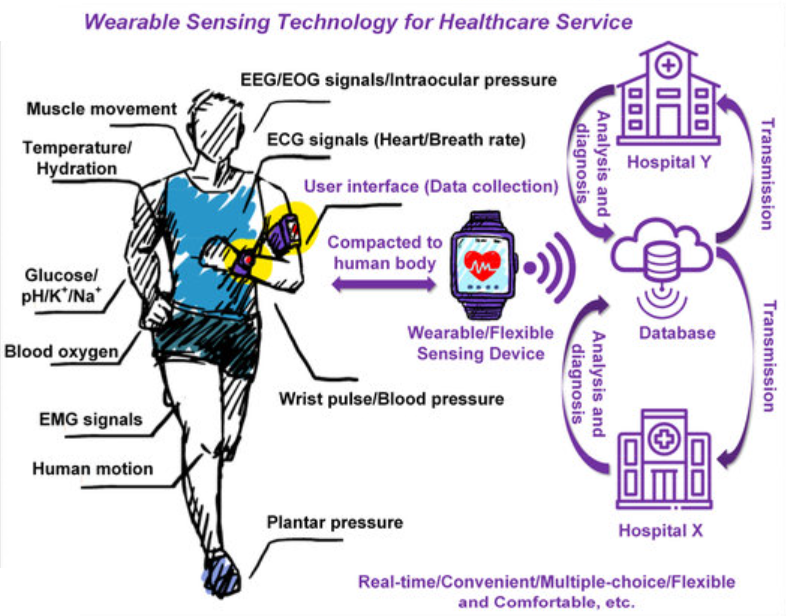 Wearable Sensing Technology for Healthcare Service
EEG/EOG signals/Intraocular pressure
Muscle movement
ECG signals (Heart/Breath rate)
Temperature/
Hydration
User interface (Data collection)
Glucose/
pH/K⁺/Na⁺
Blood oxygen
EMG signals
Human motion
Wrist pulse/Blood pressure
Plantar pressure
Compacted to
human body
Wearable/Flexible
Sensing Device
Hospital Y
Analysis and
diagnosis
Transmission
Database
Analysis and
diagnosis
Transmission
Hospital X
Real-time/Convenient/Multiple-choice/Flexible
and Comfortable, etc.